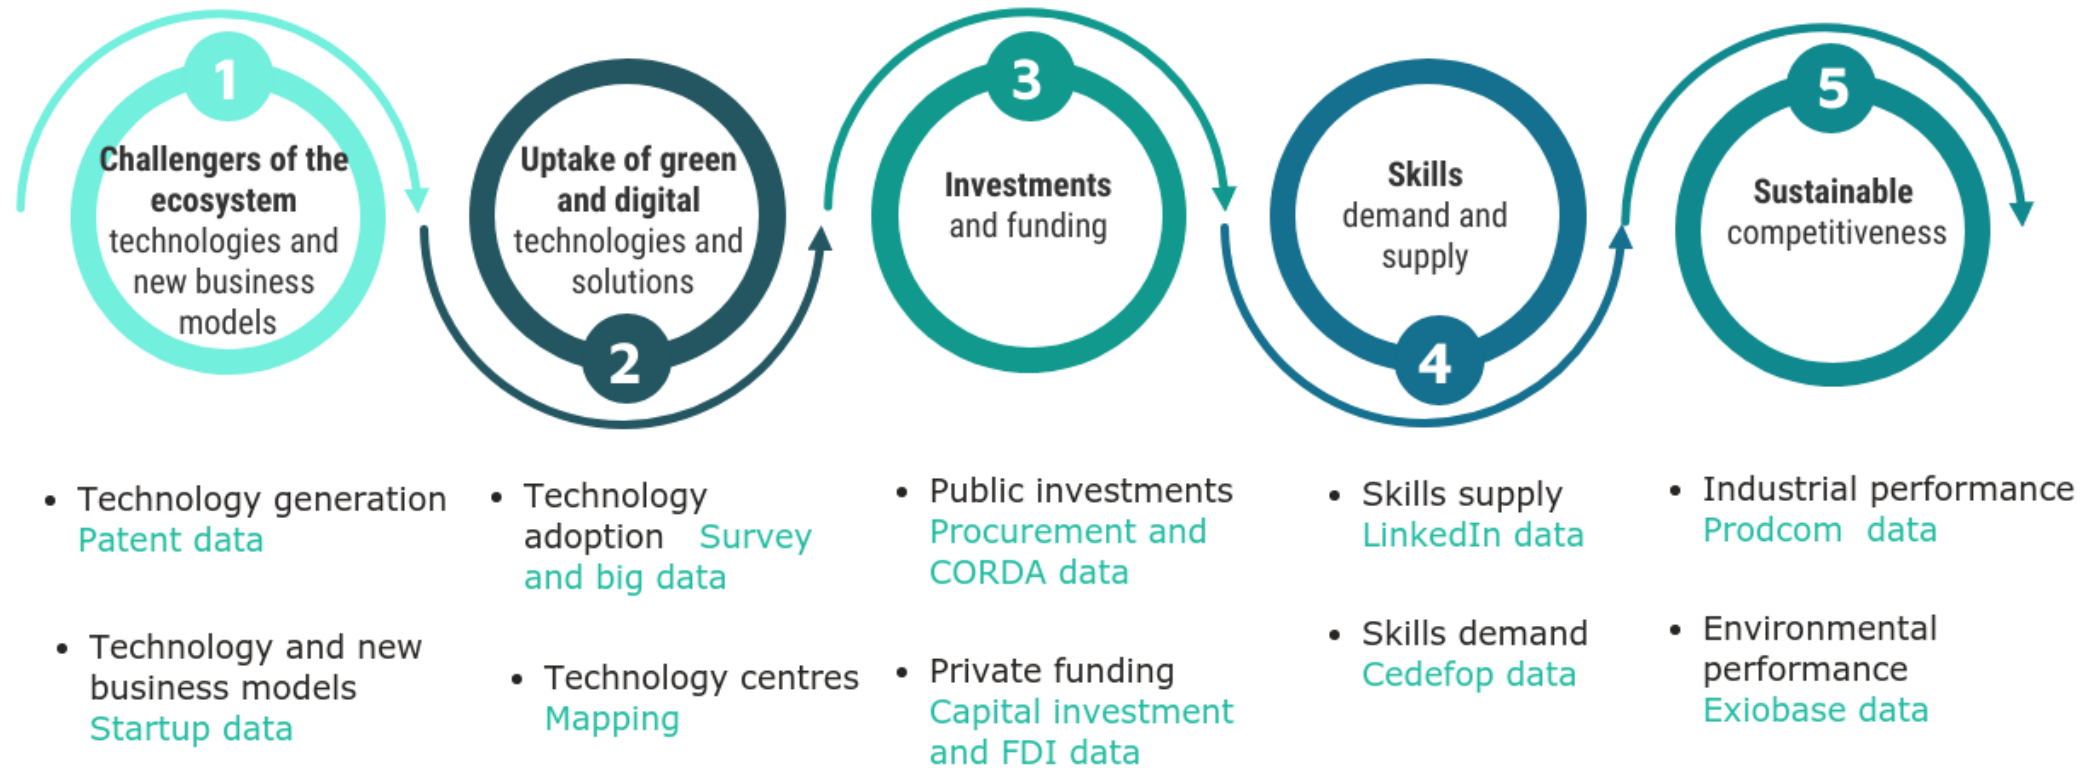 1
Challengers of the
ecosystem
technologies and
new business
models
Uptake of green
and digital
technologies and
solutions
2
3
Investments
and funding
Skills
demand and
supply
4
5
Sustainable
competitiveness
• Technology generation
Patent data
• Technology and new
business models
Startup data
• Technology
adoption Survey
and big data
• Technology centres
Mapping
• Public investments
Procurement and
CORDA data
• Private funding
Capital investment
and FDI data
• Skills supply
LinkedIn data
• Skills demand
Cedefop data
• Industrial performance
Prodcom data
• Environmental
performance
Exiobase data